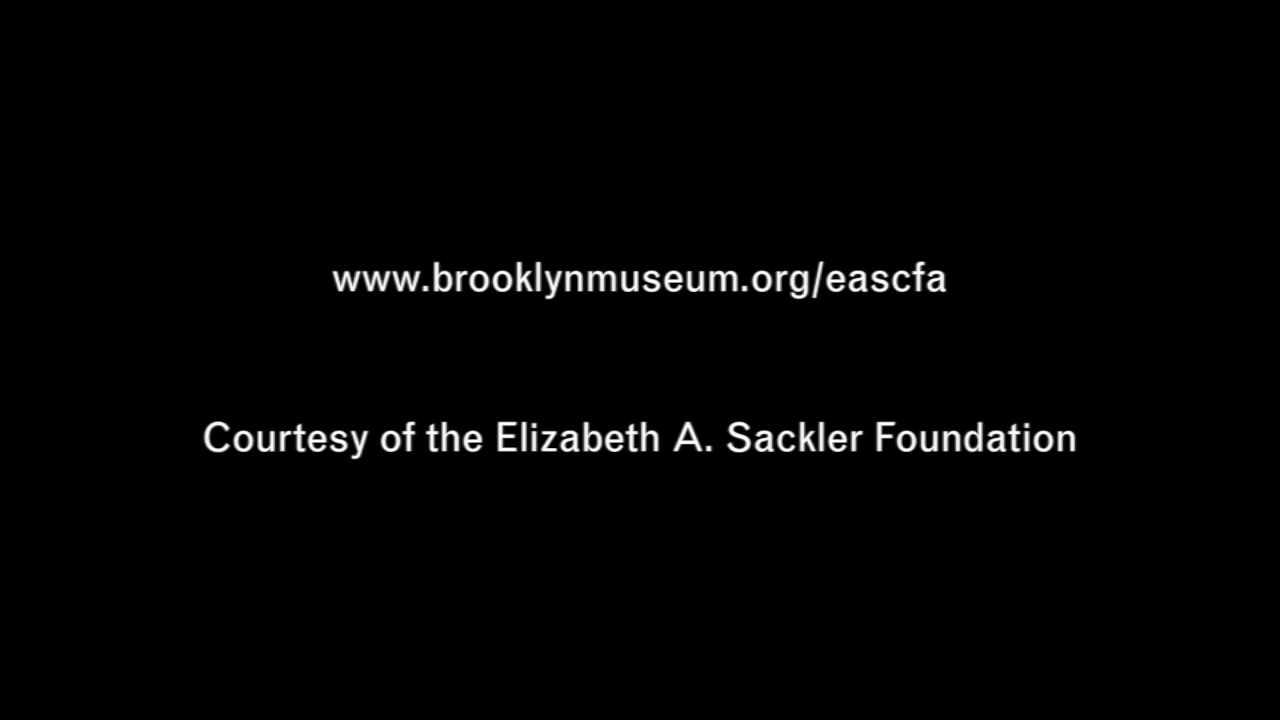 www.brooklynmuseum.org/eascfa
Courtesy of the Elizabeth A. Sackler Foundation